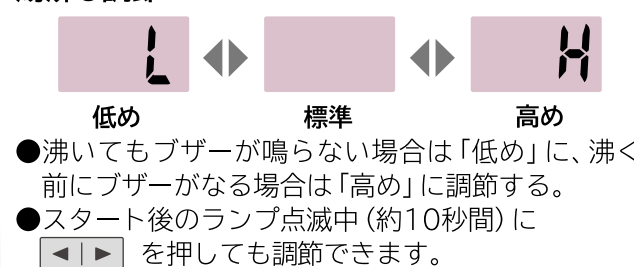 L ◀▶ ◀▶ H
低め 標準 高め
●沸いてもブザーが鳴らない場合は「低め」に、沸く
前にブザーがなる場合は「高め」に調節する。
●スタート後のランプ点滅中（約10秒間）に
◀|▶ を押しても調節できます。